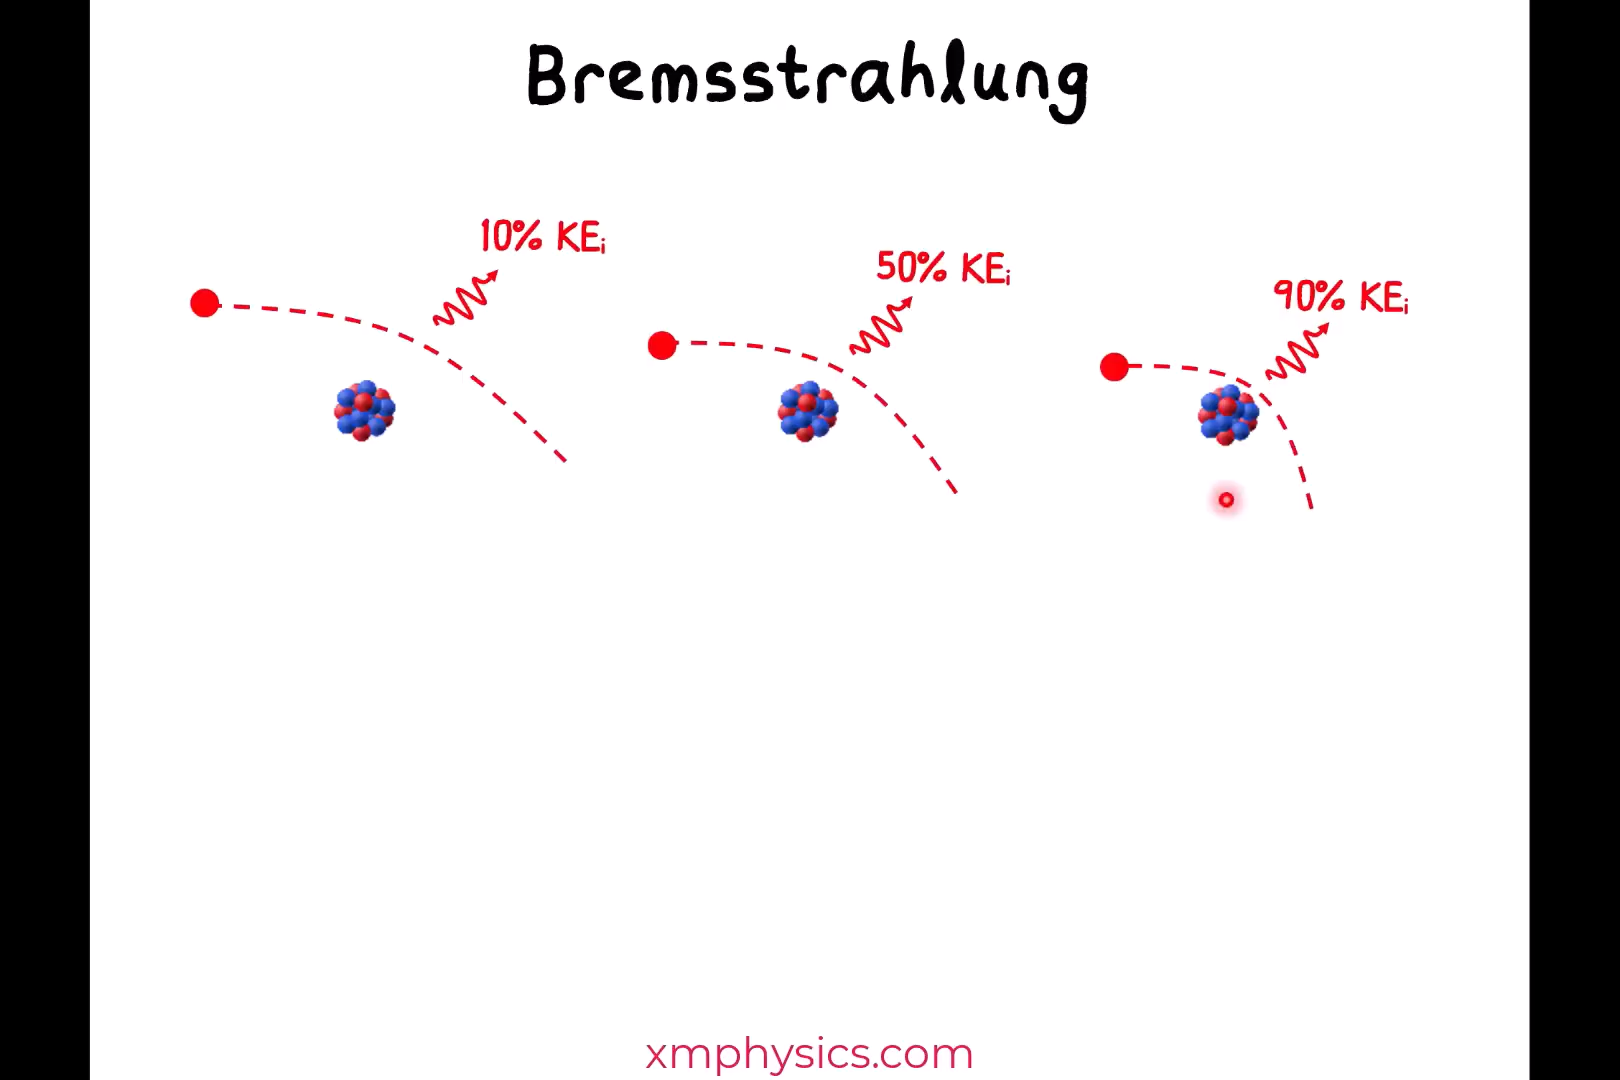 Bremsstrahlung
10% KEi
50% KEi
90% KEi
xmphysics.com